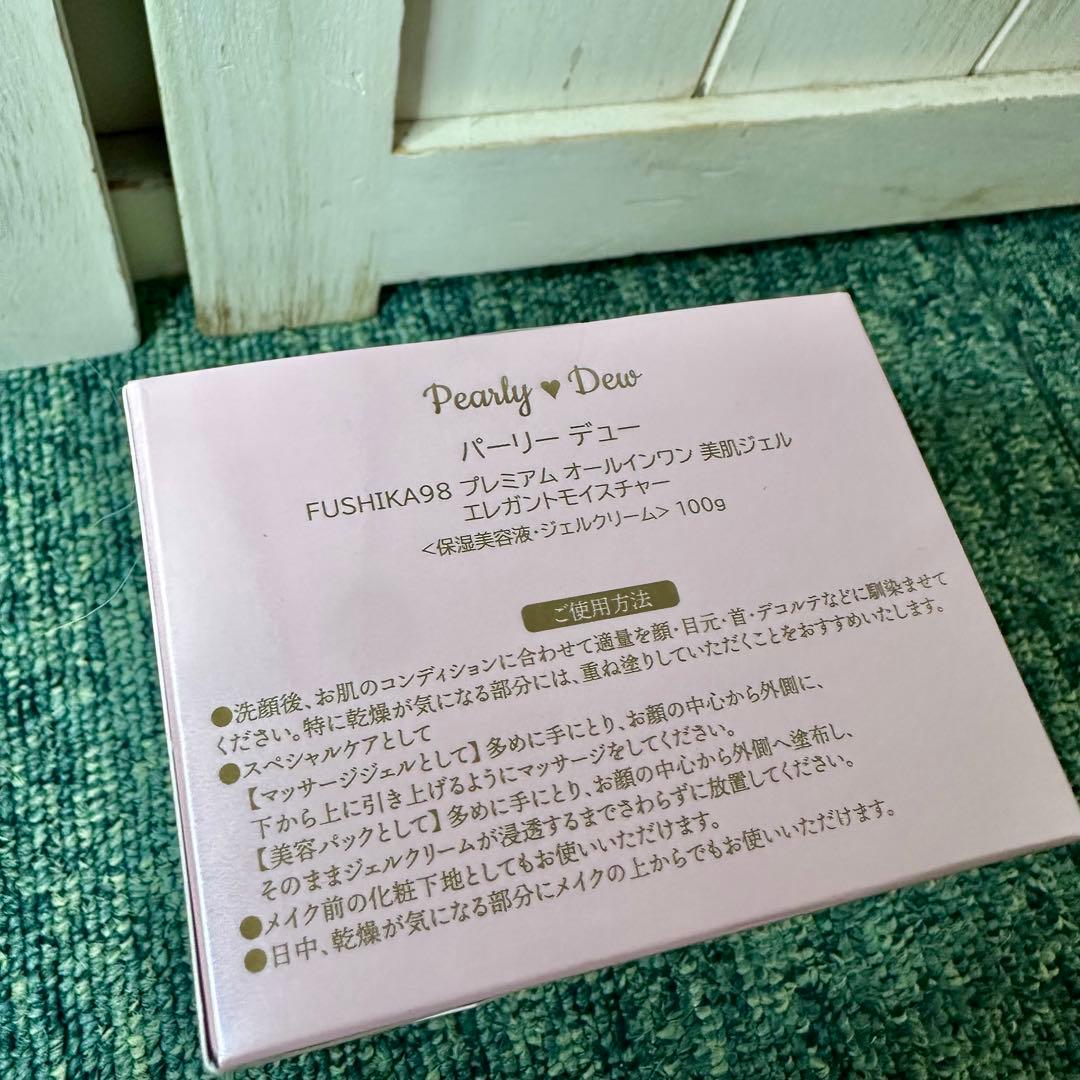 Pearly ♥ Dew
パーリー デュー
FUSHIKA98 プレミアム オールインワン 美肌ジェル
エレガントモイスチャー
<保湿美容液・ジェルクリーム> 100g
ご使用方法
●洗顔後、お肌のコンディションに合わせて適量を顔・目元・首・デコルテなどに馴染ませて
ください。特に乾燥が気になる部分には、重ね塗りしていただくことをおすすめいたします。
●スペシャルケアとして
【マッサージジェルとして】多めに手にとり、お顔の中心から外側に、
下から上に引き上げるようにマッサージをしてください。
【美容パックとして】多めに手にとり、お顔の中心から外側へ塗布し、
そのままジェルクリームが浸透するまでさわらずに放置してください。
●メイク前の化粧下地としてもお使いいただけます。
●日中、乾燥が気になる部分にメイクの上からでもお使いいただけます。